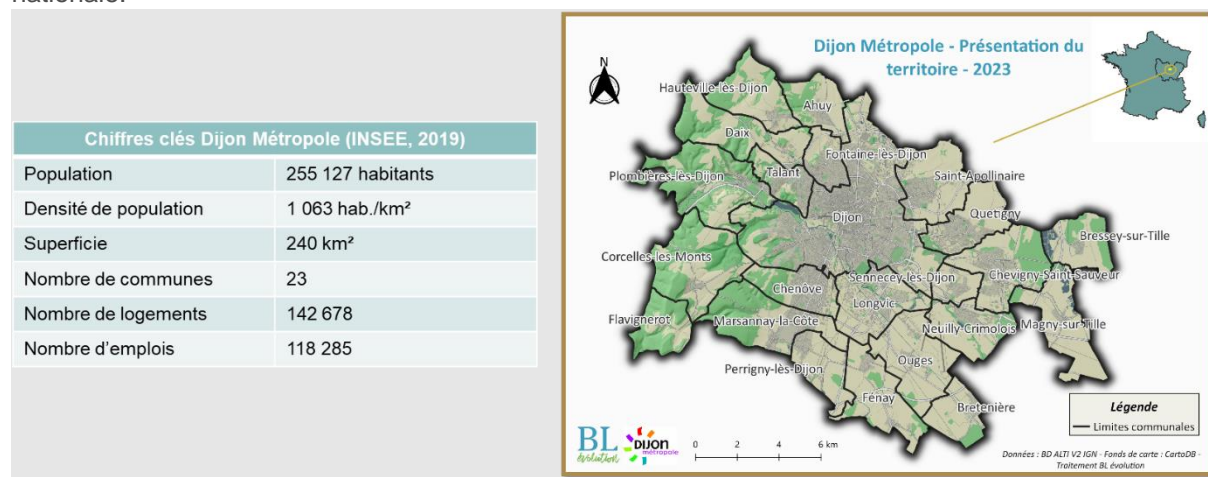 nationale.
Chiffres clés Dijon Métropole (INSEE, 2019)
Population 255 127 habitants
Densité de population 1 063 hab./km²
Superficie 240 km²
Nombre de communes 23
Nombre de logements 142 678
Nombre d’emplois 118 285
Dijon Métropole - Présentation du
territoire - 2023
N
Hauteville-lès-Dijon
Ahuy
Daix
Fontaine-lès-Dijon
Plombières-lès-Dijon
Talant
Saint-Apollinaire
Dijon
Quetigny
Bressey-sur-Tille
Corcelles-les-Monts
Sennecey-lès-Dijon
Chevigny-Saint-Sauveur
Chenôve
Longvic
Flavignerot
Marsannay-la-Côte
Neuilly-Crimolois
Magny-sur-Tille
Ouges
Perrigny-lès-Dijon
Fénay
Bretenière
Légende
Limites communales
BL
évolution
DIJON
métropole
0 2 4 6 km
Données : BD ALTI V2 IGN - Fonds de carte : CartoDB -
Traitement BL évolution